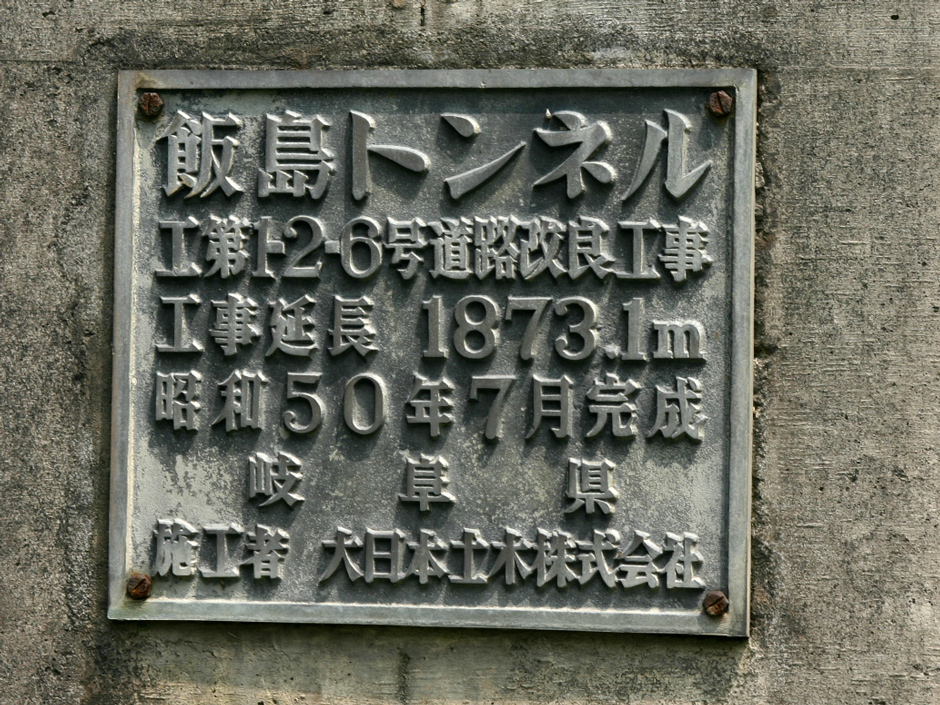 飯島トンネル
工第1-2-6号道路改良工事
工事延長 1873.1m
昭和50年7月完成
岐阜県
施工者 大日本土木株式会社